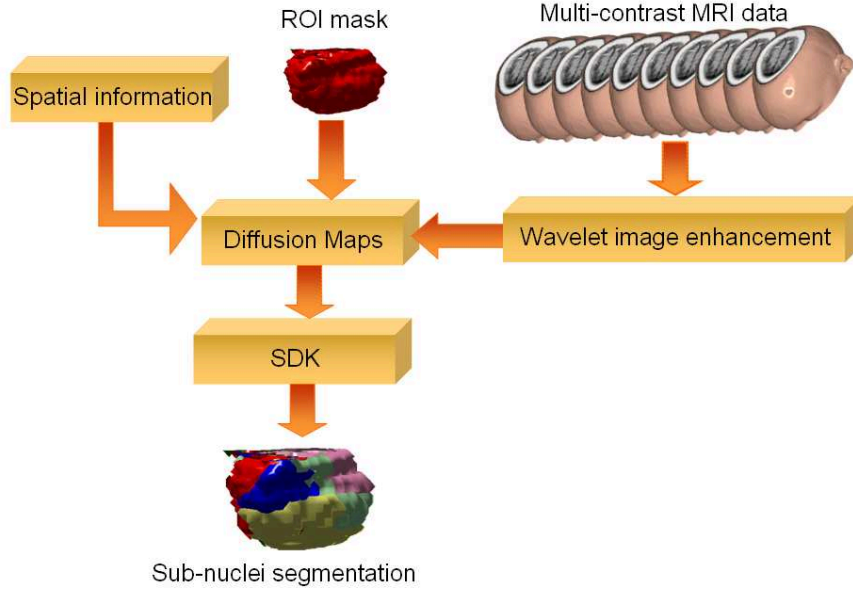 ROI mask
Multi-contrast MRI data
Spatial information
Diffusion Maps
Wavelet image enhancement
SDK
Sub-nuclei segmentation